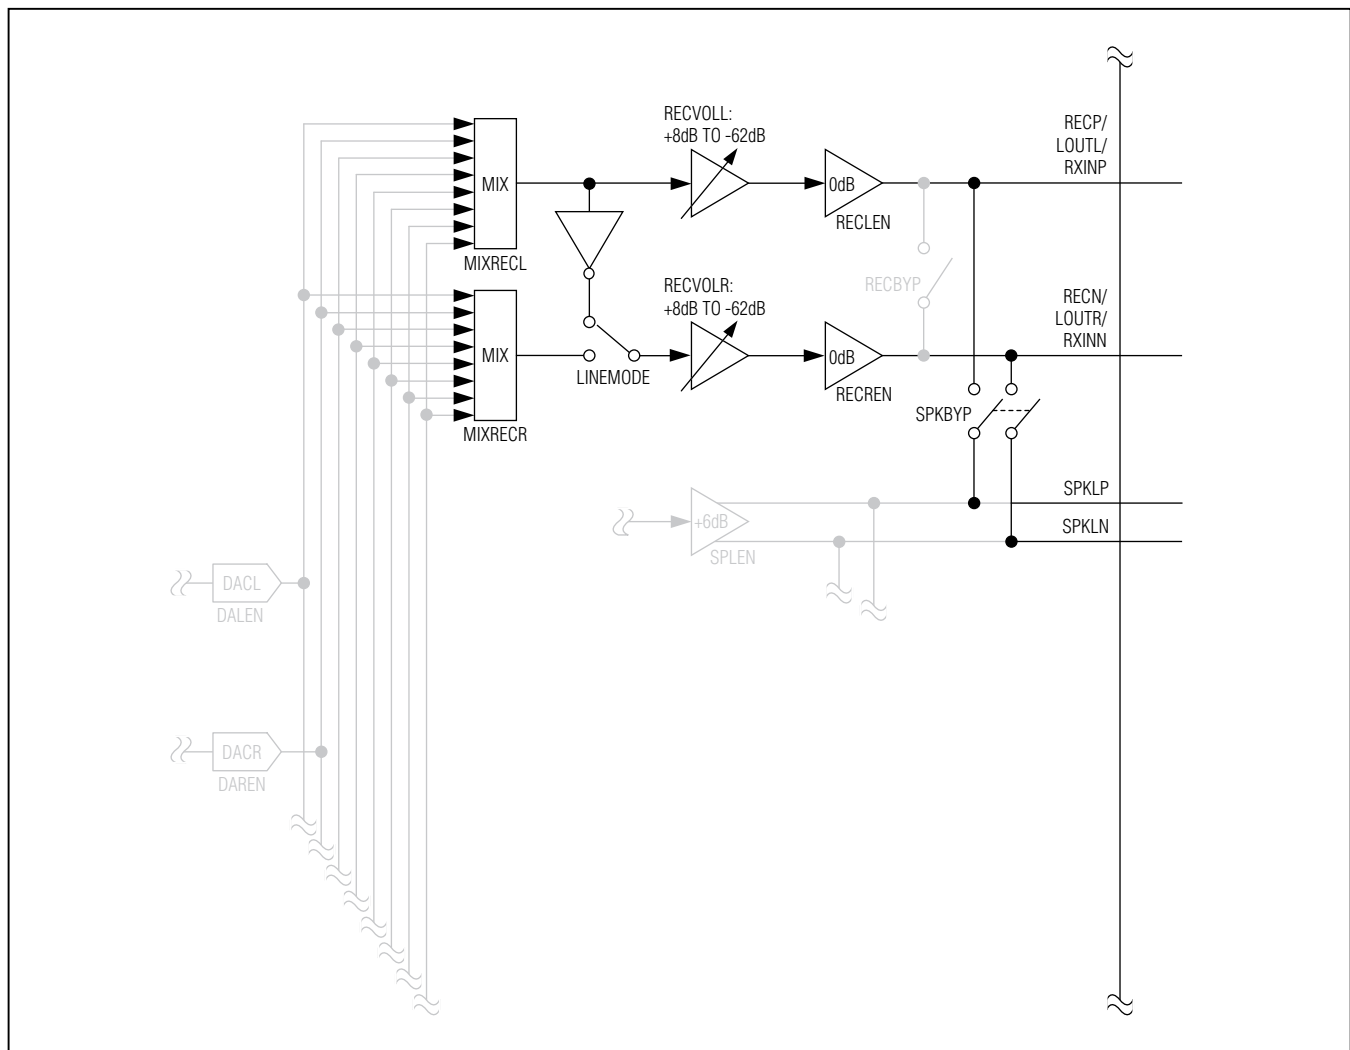 RECVOLL:
+8dB TO -62dB
RECP/
LOUTL/
RXINP
MIX
0dB
RECLEN
MIXRECL
RECVOLR:
+8dB TO -62dB
RECBYP
RECN/
LOUTR/
RXINN
MIX
0dB
LINEMODE
RECREN
SPKBYP
MIXRECR
SPKLP
+6dB
SPKLN
SPLEN
DACL
DALEN
DACR
DAREN